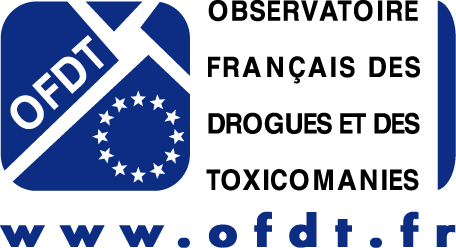 OFDT
OBSERVATOIRE
FRANÇAIS DES
DROGUES ET DES
TOXICOMANIES
www.ofdt.fr